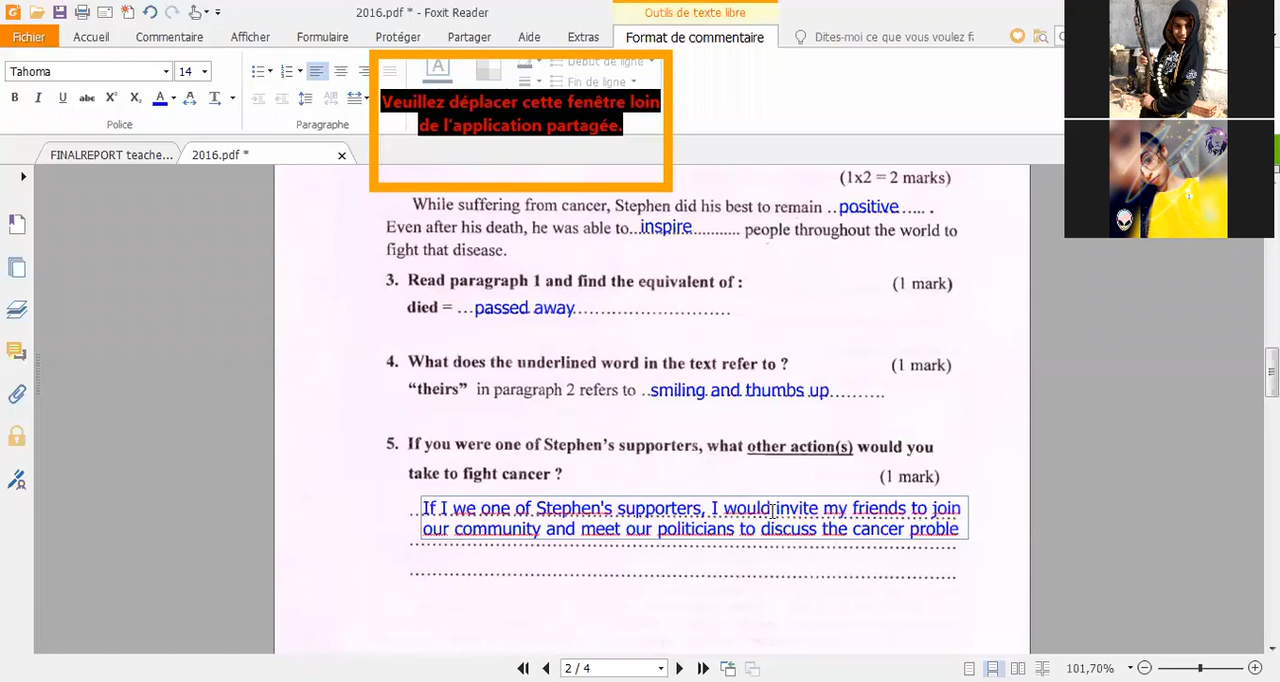 2016.pdf * - Foxit Reader
Outils de texte libre
Fichier
Accueil
Commentaire
Afficher
Formulaire
Protéger
Partager
Aide
Extras
Format de commentaire
Dites-moi ce que vous voulez f
Tahoma
14
Début de ligne
Fin de ligne
Veuillez déplacer cette fenêtre loin
de l'application partagée.
Police
Paragraphe
FINALREPORT teache...
2016.pdf *
(1x2 = 2 marks)
While suffering from cancer, Stephen did his best to remain ..positive..... .
Even after his death, he was able to...inspire.......... people throughout the world to
fight that disease.
3. Read paragraph 1 and find the equivalent of :
(1 mark)
died = ...passed away..................................
4. What does the underlined word in the text refer to ?
(1 mark)
“theirs” in paragraph 2 refers to ..smiling and thumbs up..........
5. If you were one of Stephen’s supporters, what other action(s) would you
take to fight cancer ?
(1 mark)
If I we one of Stephen's supporters, I would invite my friends to join
our community and meet our politicians to discuss the cancer proble
2 / 4
101,70%